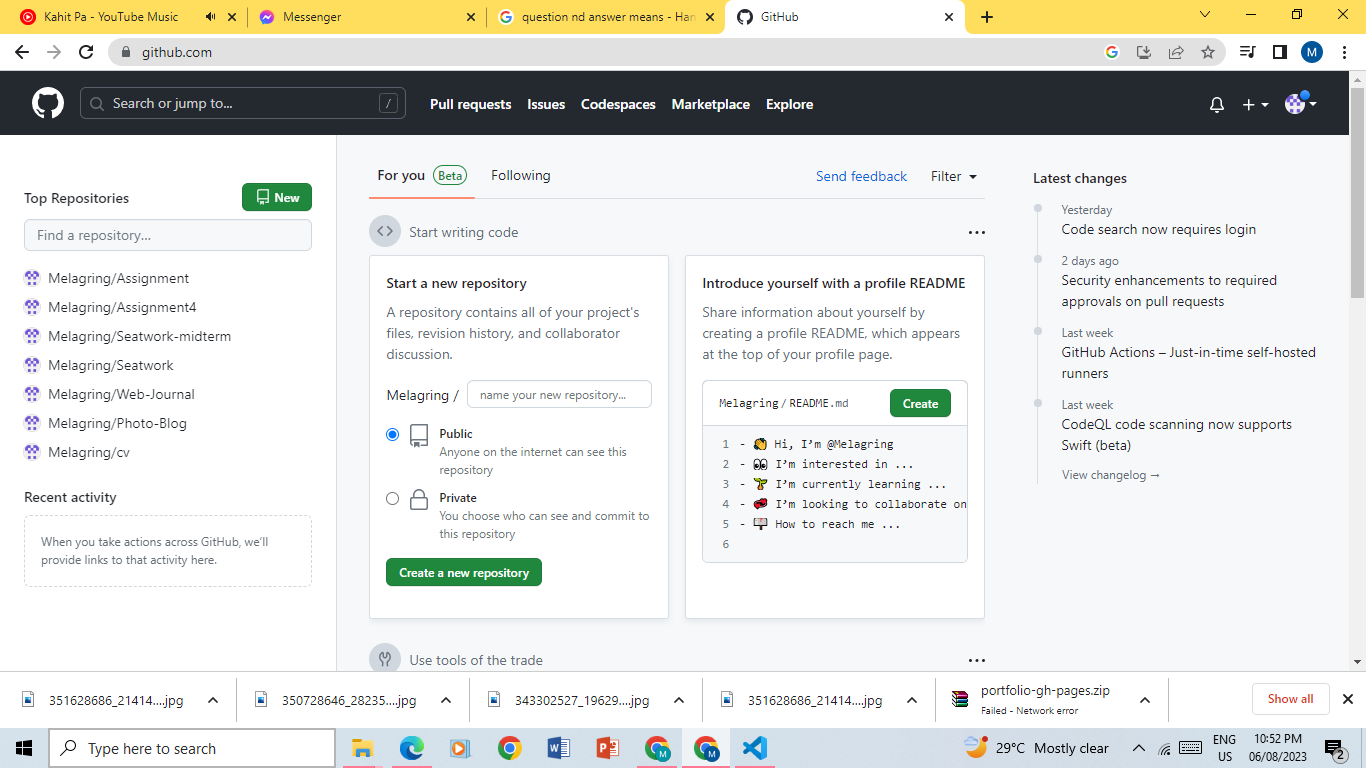 Kahit Pa - YouTube Music
Messenger
question nd answer means - Han
GitHub
github.com
M
Search or jump to...
/
Pull requests
Issues
Codespaces
Marketplace
Explore
Top Repositories
New
Find a repository...
Melagring/Assignment
Melagring/Assignment4
Melagring/Seatwork-midterm
Melagring/Seatwork
Melagring/Web-Journal
Melagring/Photo-Blog
Melagring/cv
Recent activity
When you take actions across GitHub, we'll
provide links to that activity here.
For you Beta
Following
Send feedback
Filter
Start writing code
Start a new repository
A repository contains all of your project's
files, revision history, and collaborator
discussion.
Melagring /
name your new repository...
Public
Anyone on the internet can see this
repository
Private
You choose who can see and commit to
this repository
Create a new repository
Introduce yourself with a profile README
Share information about yourself by
creating a profile README, which appears
at the top of your profile page.
Melagring / README.md
Create
1 - 👋 Hi, I’m @Melagring
2 - 👀 I’m interested in ...
3 - 🌱 I’m currently learning ...
4 - 💞️ I’m looking to collaborate on
5 - 📫 How to reach me ...
6
Use tools of the trade
Latest changes
Yesterday
Code search now requires login
2 days ago
Security enhancements to required
approvals on pull requests
Last week
GitHub Actions – Just-in-time self-hosted
runners
Last week
CodeQL code scanning now supports
Swift (beta)
View changelog →
351628686_21414....jpg
350728646_28235....jpg
343302527_19629....jpg
351628686_21414....jpg
portfolio-gh-pages.zip
Failed - Network error
Show all
Type here to search
29°C Mostly clear
ENG
US
10:52 PM
06/08/2023
2